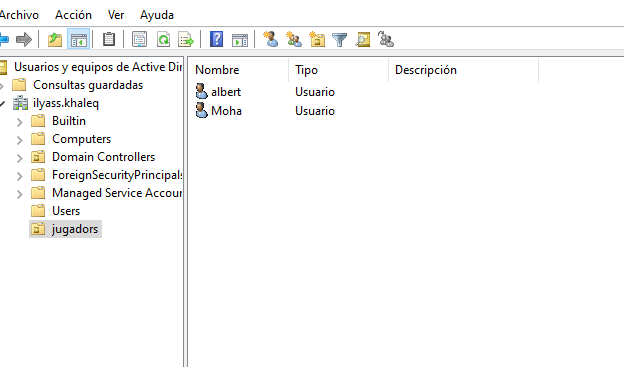 Archivo Acción Ver Ayuda
Usuarios y equipos de Active Dir
Consultas guardadas
ilyass.khaleq
Builtin
Computers
Domain Controllers
ForeignSecurityPrincipals
Managed Service Accour
Users
jugadors
Nombre Tipo Descripción
albert Usuario
Moha Usuario